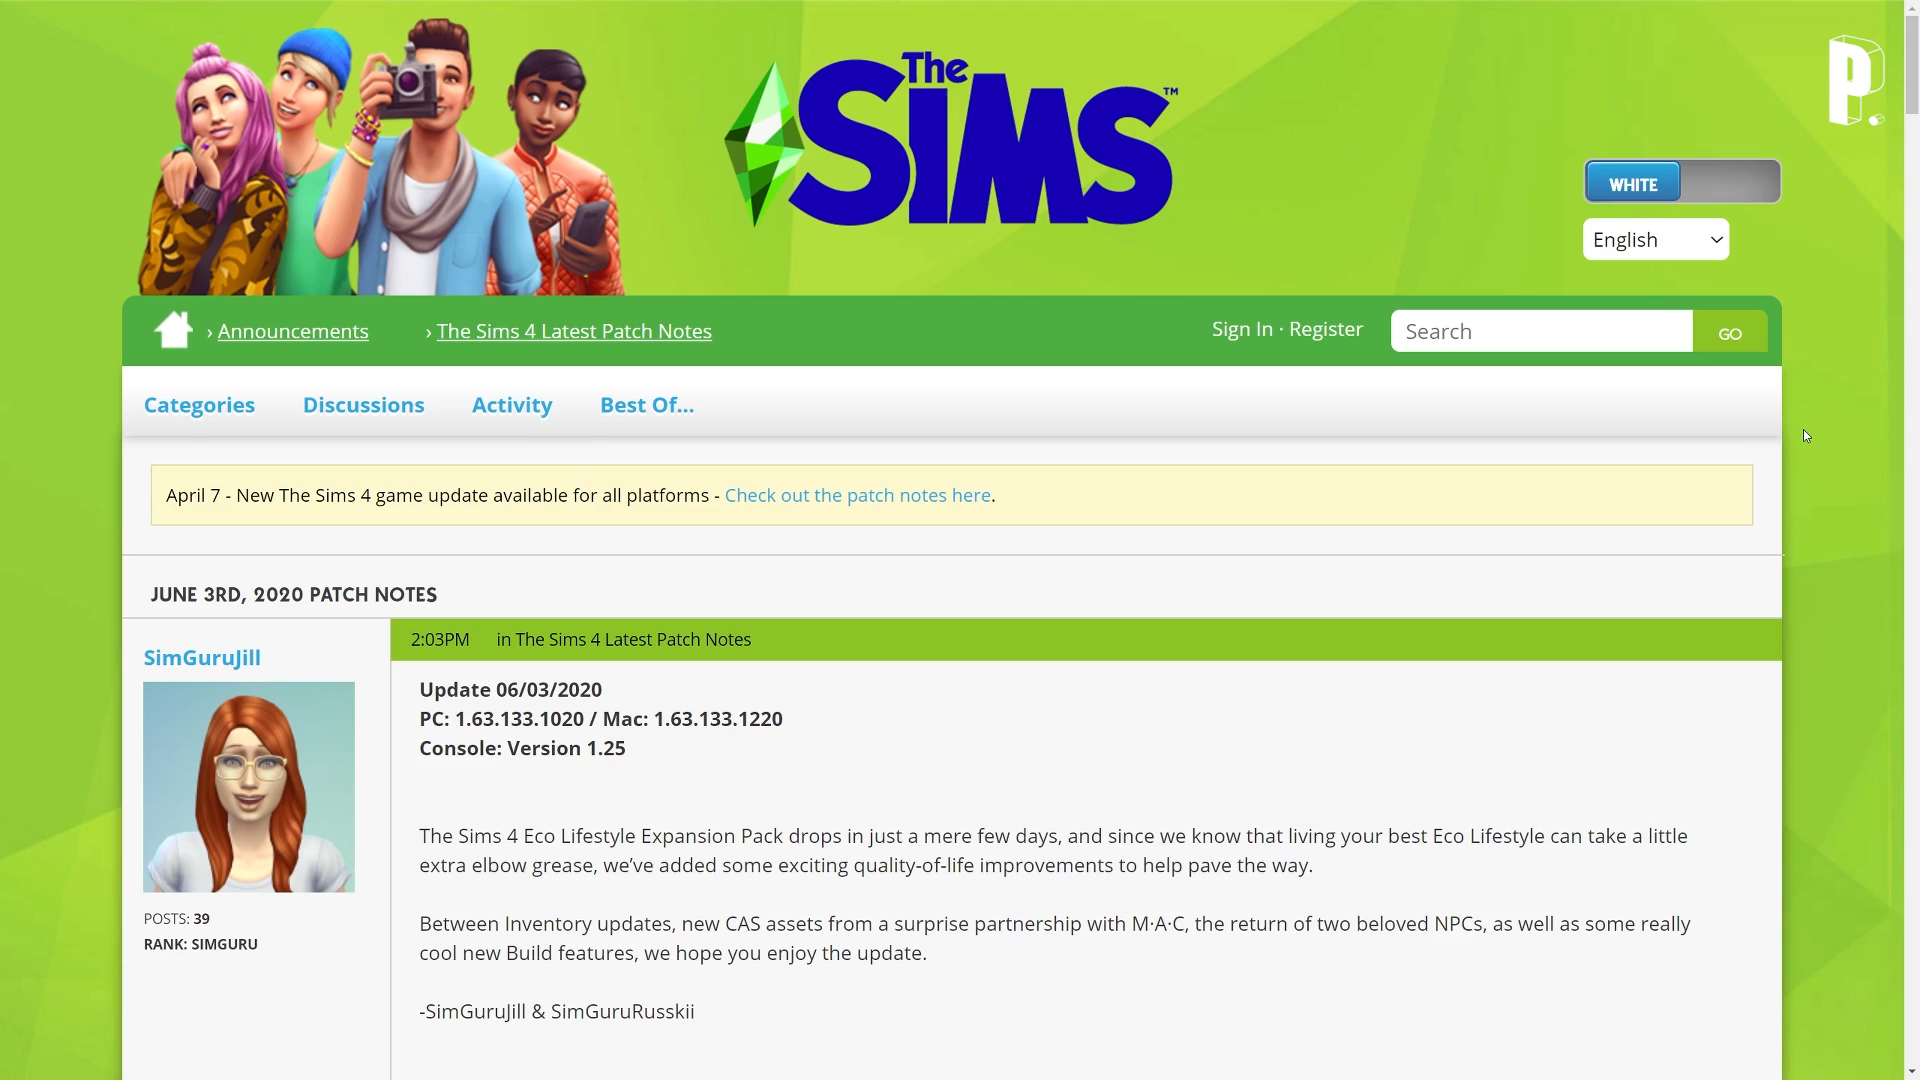 The SiMS™
P.
WHITE
English
› Announcements › The Sims 4 Latest Patch Notes Sign In · Register Search GO
Categories Discussions Activity Best Of...
April 7 - New The Sims 4 game update available for all platforms - Check out the patch notes here.
JUNE 3RD, 2020 PATCH NOTES
2:03PM in The Sims 4 Latest Patch Notes
SimGuruJill
POSTS: 39
RANK: SIMGURU
Update 06/03/2020
PC: 1.63.133.1020 / Mac: 1.63.133.1220
Console: Version 1.25
The Sims 4 Eco Lifestyle Expansion Pack drops in just a mere few days, and since we know that living your best Eco Lifestyle can take a little
extra elbow grease, we’ve added some exciting quality-of-life improvements to help pave the way.
Between Inventory updates, new CAS assets from a surprise partnership with M·A·C, the return of two beloved NPCs, as well as some really
cool new Build features, we hope you enjoy the update.
-SimGuruJill & SimGuruRusskii